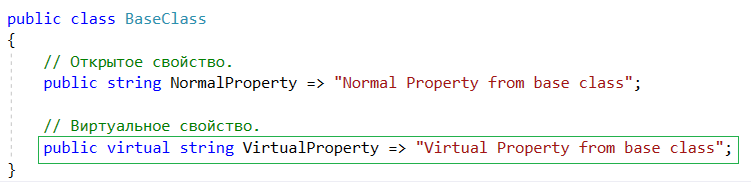 public class BaseClass
{
// Открытое свойство.
public string NormalProperty => "Normal Property from base class";
// Виртуальное свойство.
public virtual string VirtualProperty => "Virtual Property from base class";
}